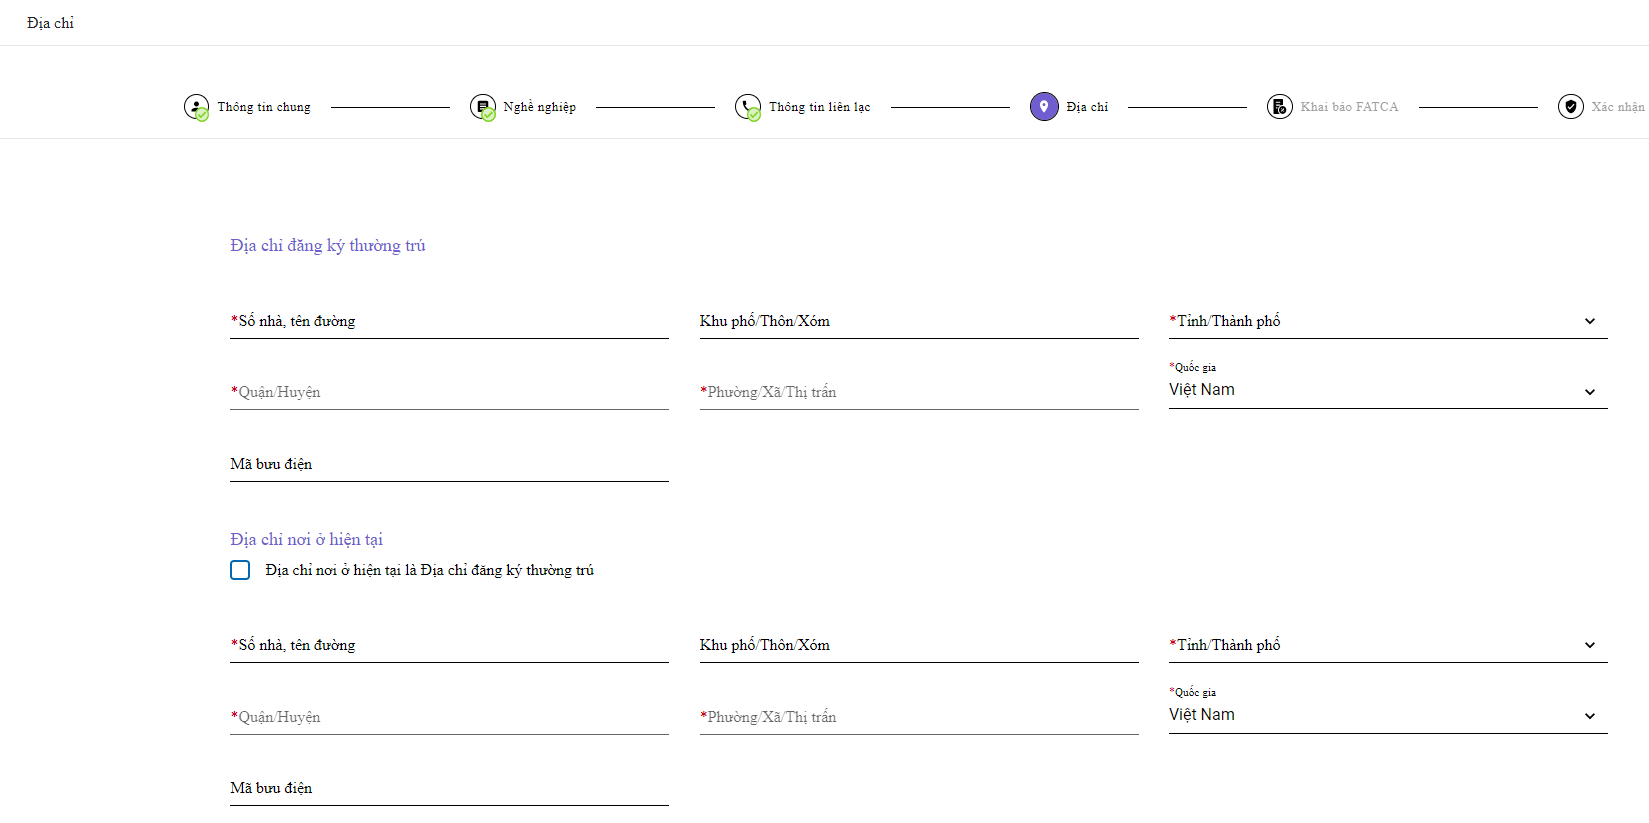 Địa chỉ
Thông tin chung
Nghề nghiệp
Thông tin liên lạc
Địa chỉ
Khai báo FATCA
Xác nhận
Địa chỉ đăng ký thường trú
*Số nhà, tên đường
Khu phố/Thôn/Xóm
*Tỉnh/Thành phố
*Quận/Huyện
*Phường/Xã/Thị trấn
*Quốc gia
Việt Nam
Mã bưu điện
Địa chỉ nơi ở hiện tại
Địa chỉ nơi ở hiện tại là Địa chỉ đăng ký thường trú
*Số nhà, tên đường
Khu phố/Thôn/Xóm
*Tỉnh/Thành phố
*Quận/Huyện
*Phường/Xã/Thị trấn
*Quốc gia
Việt Nam
Mã bưu điện